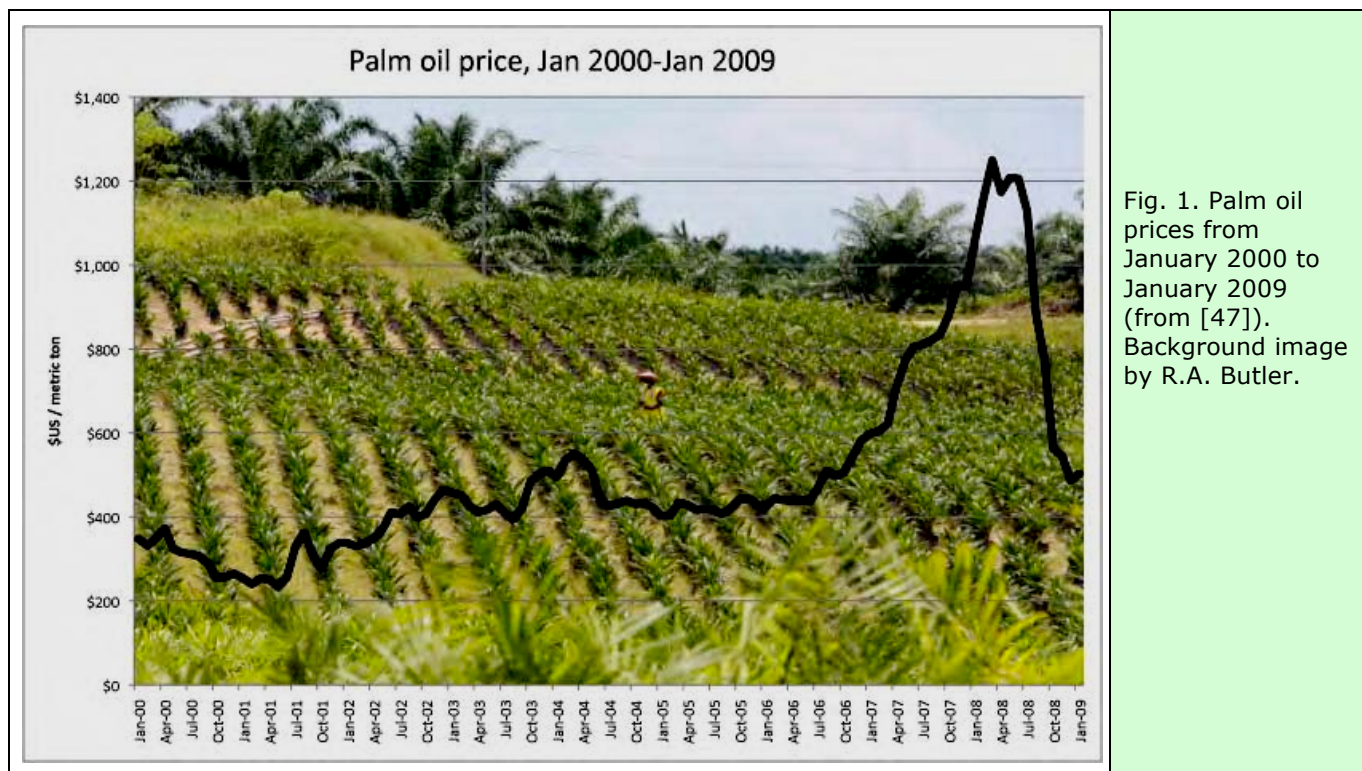 Palm oil price, Jan 2000-Jan 2009
$1,400
$1,200
$1,000
$800
$600
$400
$200
$0
$US / metric ton
Jan-00
Apr-00
Jul-00
Oct-00
Jan-01
Apr-01
Jul-01
Oct-01
Jan-02
Apr-02
Jul-02
Oct-02
Jan-03
Apr-03
Jul-03
Oct-03
Jan-04
Apr-04
Jul-04
Oct-04
Jan-05
Apr-05
Jul-05
Oct-05
Jan-06
Apr-06
Jul-06
Oct-06
Jan-07
Apr-07
Jul-07
Oct-07
Jan-08
Apr-08
Jul-08
Oct-08
Jan-09
Fig. 1. Palm oil
prices from
January 2000 to
January 2009
(from [47]).
Background image
by R.A. Butler.